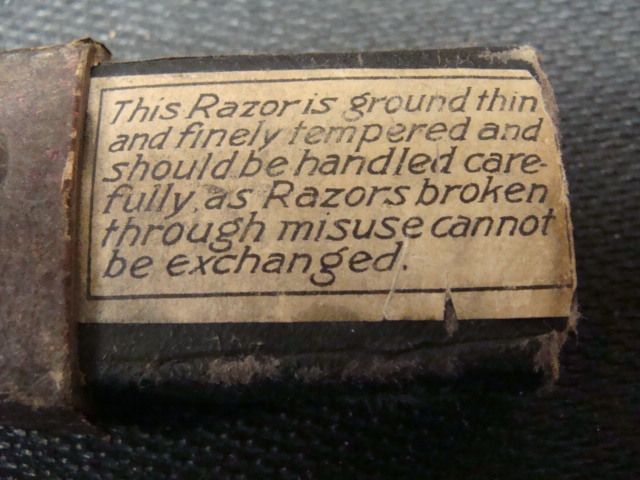 This Razor is ground thin
and finely tempered and
should be handled care-
fully, as Razors broken
through misuse cannot
be exchanged.